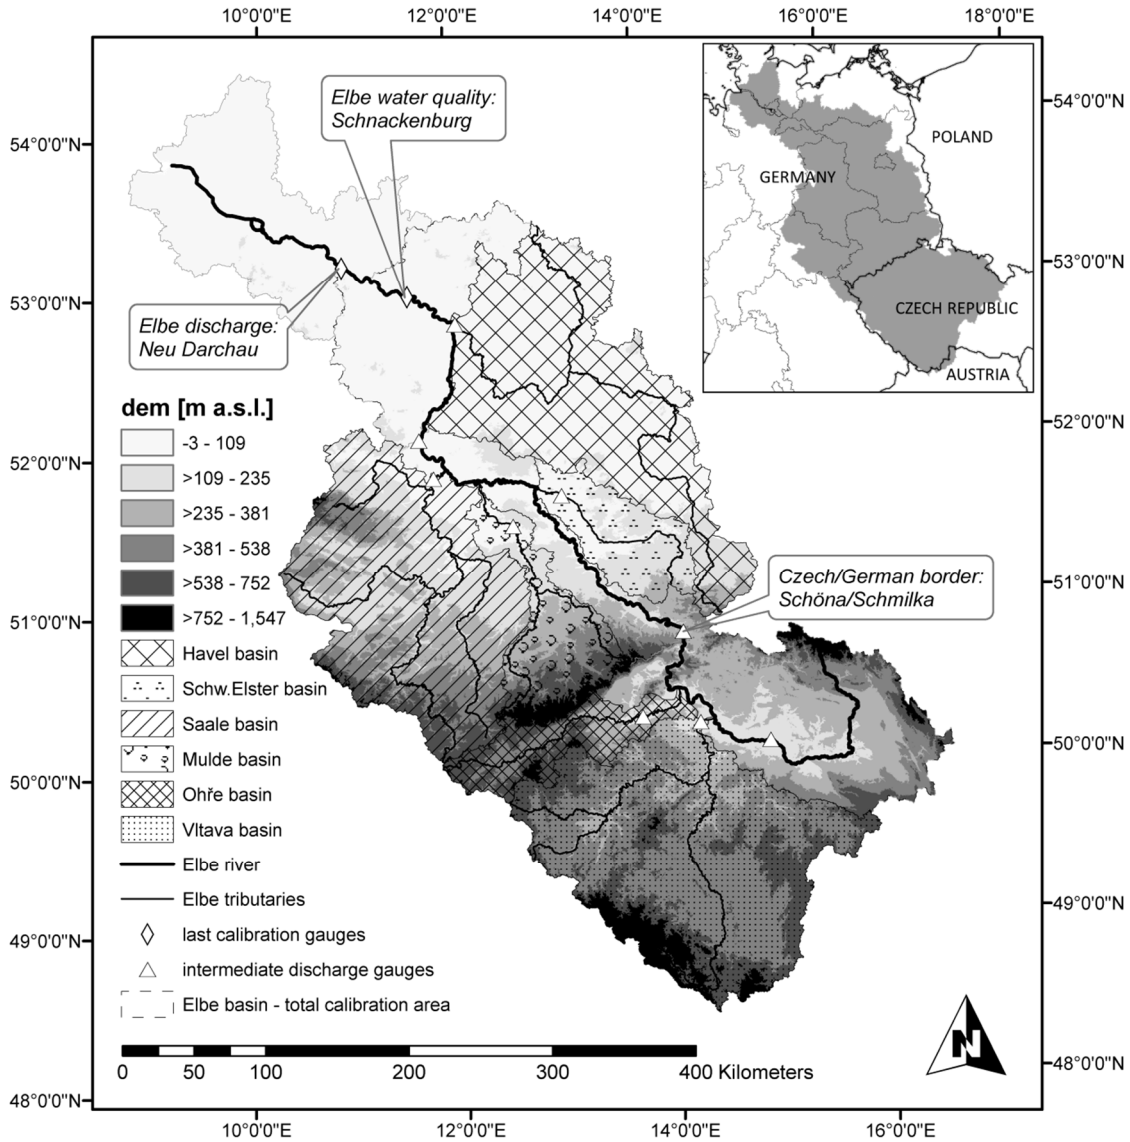 10°0'0"E
12°0'0"E
14°0'0"E
16°0'0"E
18°0'0"E
54°0'0"N
53°0'0"N
52°0'0"N
51°0'0"N
50°0'0"N
49°0'0"N
48°0'0"N
54°0'0"N
53°0'0"N
52°0'0"N
51°0'0"N
50°0'0"N
49°0'0"N
48°0'0"N
Elbe water quality:
Schnackenburg
POLAND
GERMANY
CZECH REPUBLIC
AUSTRIA
Elbe discharge:
Neu Darchau
Czech/German border:
Schöna/Schmilka
dem [m a.s.l.]
-3 - 109
>109 - 235
>235 - 381
>381 - 538
>538 - 752
>752 - 1,547
Havel basin
Schw.Elster basin
Saale basin
Mulde basin
Ohře basin
Vltava basin
Elbe river
Elbe tributaries
last calibration gauges
intermediate discharge gauges
Elbe basin - total calibration area
0 50 100 200 300 400 Kilometers
N
10°0'0"E
12°0'0"E
14°0'0"E
16°0'0"E